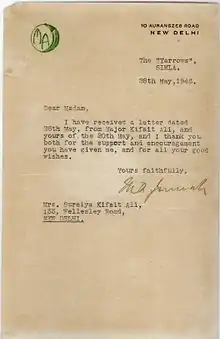 MAJ
10 AURANGZEB ROAD
NEW DELHI
The "Yarrows",
SIMLA.
28th May, 1946.
Dear Madam,
I have received a letter dated
26th May, from Major Kifait Ali, and
yours of the 20th May, and I thank you
both for the support and encouragement
you have given me, and for all your good
wishes.
Yours faithfully,
M A Jinnah
Mrs. Suraiya Kifait Ali,
133, Wellesley Road,
NEW DELHI.